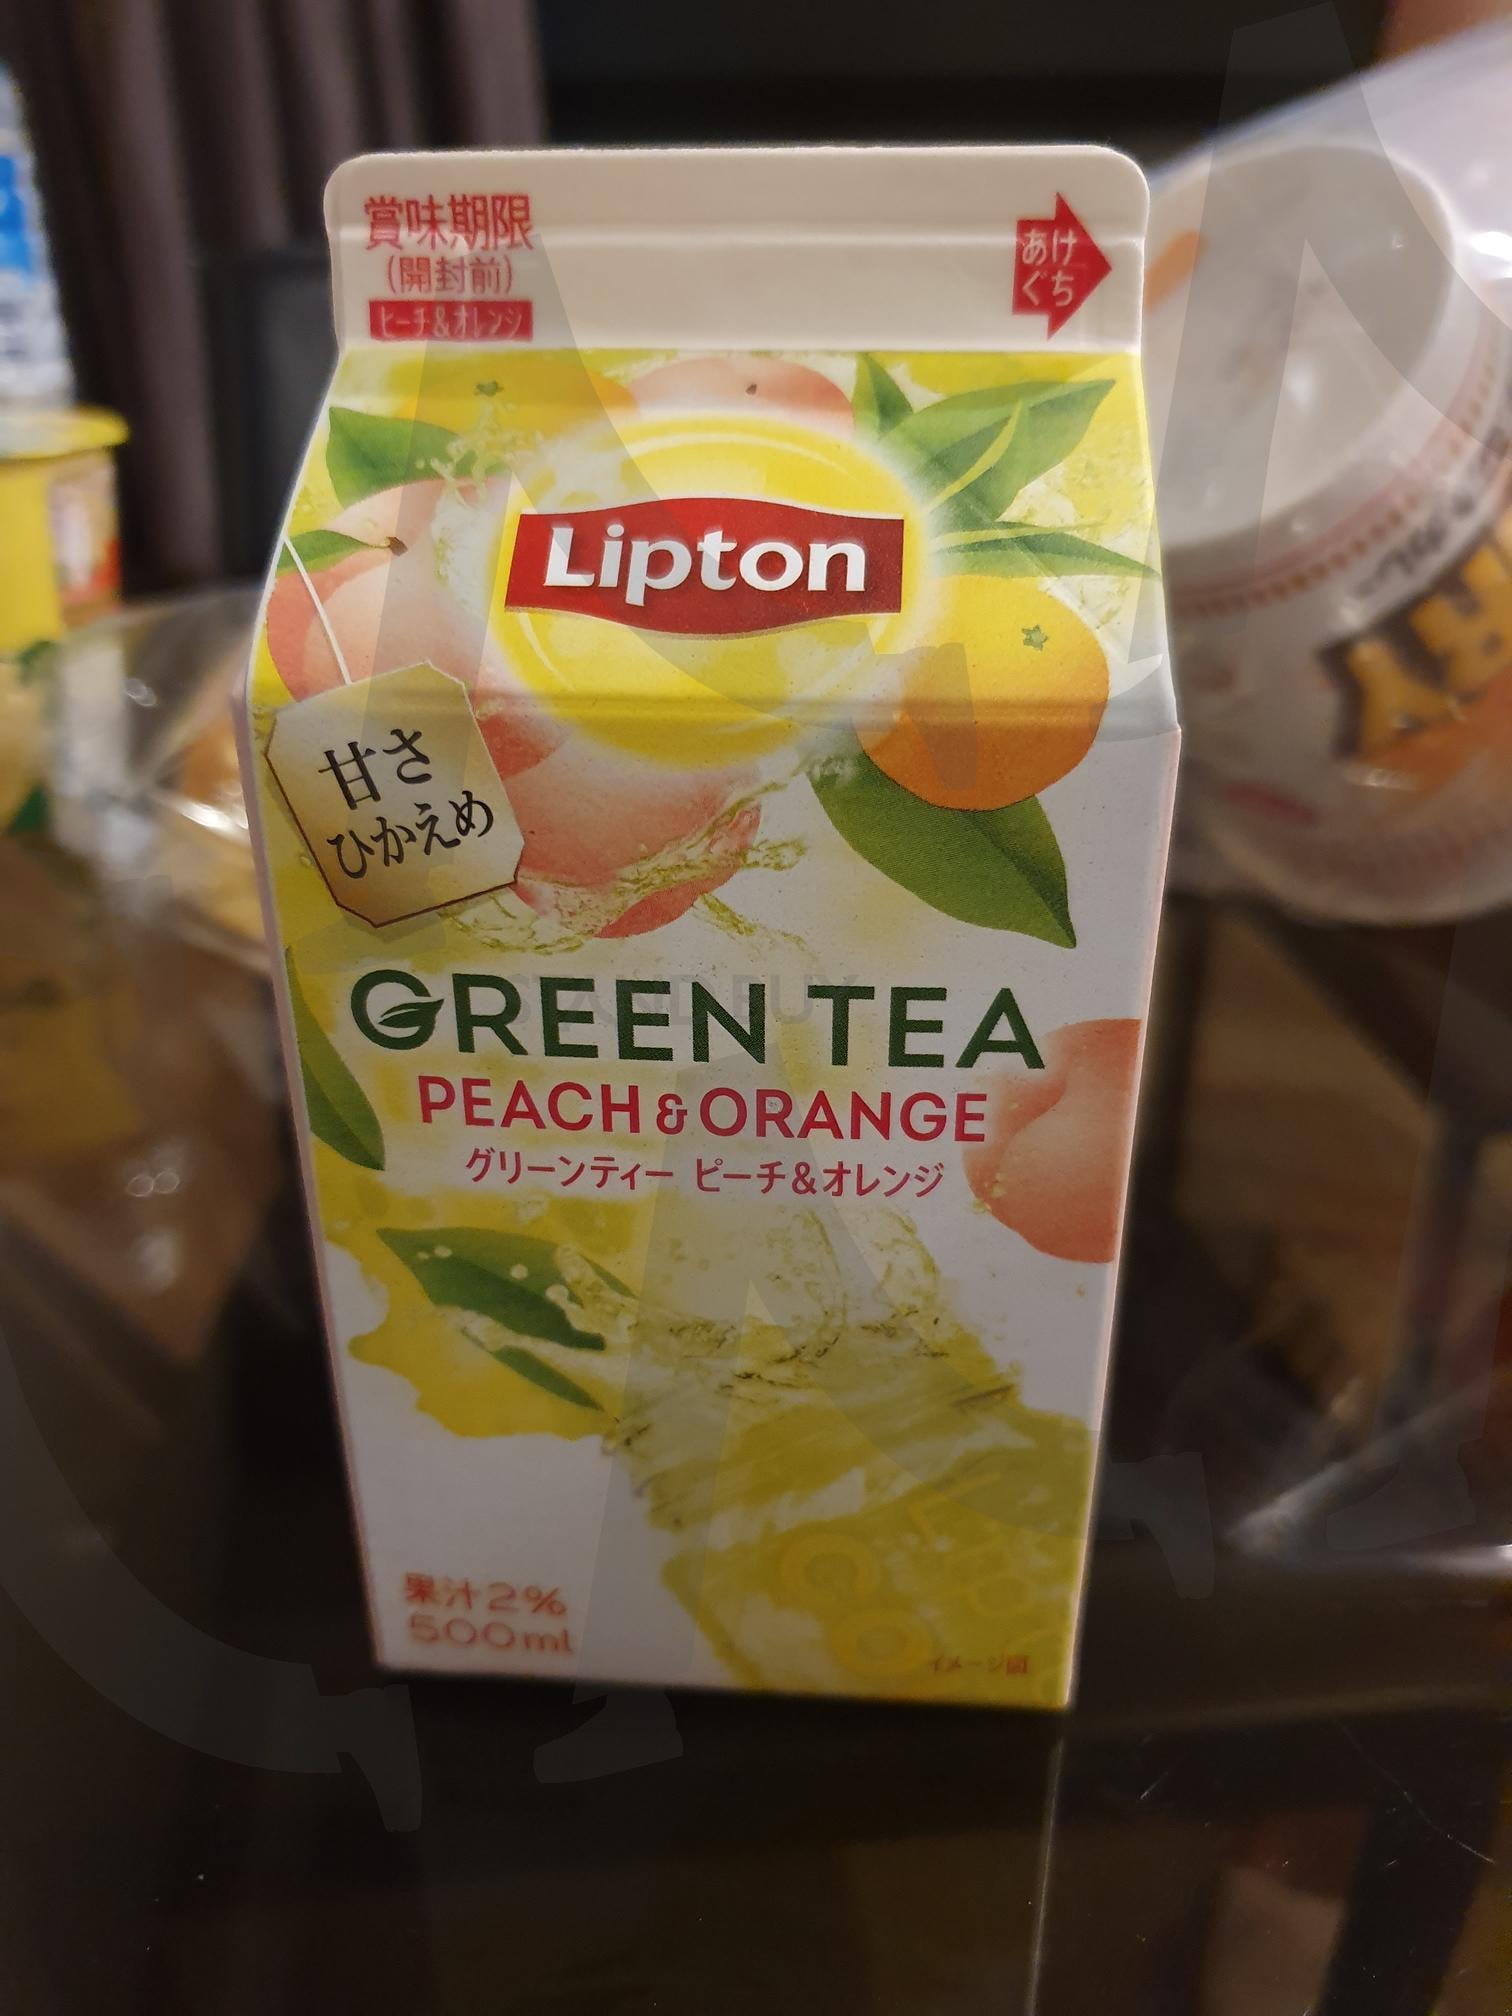 賞味期限
(開封前)
ピーチ&オレンジ
あけ
ぐち
Lipton
甘さ
ひかえめ
STAND BUY
GREEN TEA
PEACH & ORANGE
グリーンティー ピーチ&オレンジ
果汁2%
500ml
イメージ図